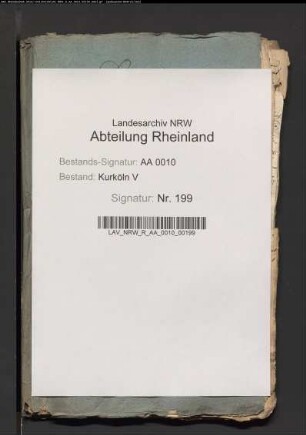 Landesarchiv NRW
Abteilung Rheinland
Bestands-Signatur: AA 0010
Bestand: Kurköln V
Signatur: Nr. 199
LAV_NRW_R_AA_0010_00199